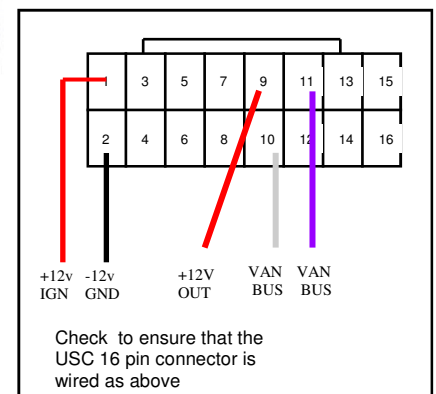 1 3 5 7 9 11 13 15
2 4 6 8 10 12 14 16
+12v -12v +12V VAN VAN
IGN GND OUT BUS BUS
Check to ensure that the
USC 16 pin connector is
wired as above